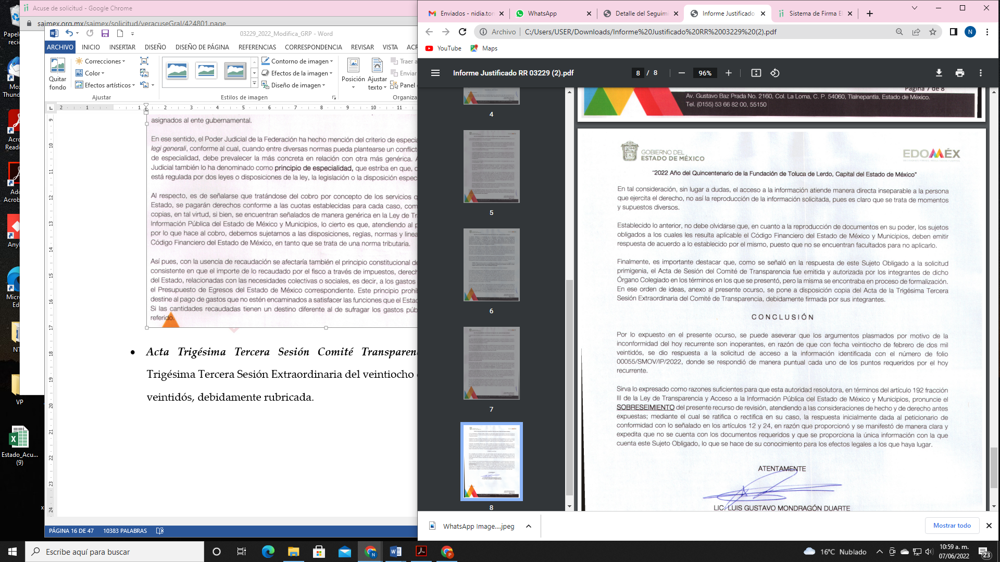 Acuse de solicitud - Google Chrome
saimex.org.mx/saimex/solicitud/veracuseGral/424801.page
03229_2022_Modifica_GRP - Word
ARCHIVO INICIO INSERTAR DISEÑO DISEÑO DE PÁGINA REFERENCIAS CORRESPONDENCIA REVISAR VISTA
Quitar fondo
Correcciones
Color
Efectos artísticos
Ajustar
Contorno de imagen
Efectos de la imagen
Diseño de imagen
Estilos de imagen
Posición
Ajustar texto
Traer a
Enviar
Panel
Organiza
asignados al ente gubernamental.
En ese sentido, el Poder Judicial de la Federación ha hecho mención del criterio de especia
legi generali, conforme al cual, cuando entre diversas normas pueda plantearse un conflict
de especialidad, debe prevalecer la más concreta en relación con otra más genérica. A
Judicial también lo ha denominado como principio de especialidad, que estriba en que, c
está regulada por dos leyes o disposiciones de la ley, la legislación o la disposición espec
Al respecto, es de señalarse que tratándose del cobro por concepto de los servicios q
Estado, se pagarán derechos conforme a las cuotas establecidas para cada caso, com
copias, en tal virtud, si bien, se encuentran señalados de manera genérica en la Ley de Tr
Información Pública del Estado de México y Municipios, lo cierto es que, atendiendo al p
por lo que hace al cobro, debemos sujetarnos a las disposiciones, reglas, normas y linea
Código Financiero del Estado de México, en tanto que se trata de una norma tributaria.
Así pues, con la usencia de recaudación se afectaría también el principio constitucional de
consistente en que el importe de lo recaudado por el fisco a través de impuestos, derech
del Estado, relacionadas con las necesidades colectivas o sociales, es decir, a los gastos
el Presupuesto de Egresos del Estado de México correspondiente. Este principio prohíl
destine al pago de gastos que no estén encaminados a satisfacer las funciones que el Estad
Si las cantidades recaudadas tienen un destino diferente al de sufragar los gastos púb
referido.
• Acta Trigésima Tercera Sesión Comité Transparen
Trigésima Tercera Sesión Extraordinaria del veintiocho
veintidós, debidamente rubricada.
PÁGINA 16 DE 47 10383 PALABRAS
Enviados - nidia.tor
WhatsApp
Detalle del Seguimi
Informe Justificado
Sistema de Firma El
Archivo C:/Users/USER/Downloads/Informe%20Justificado%20RR%2003229%20(2).pdf
YouTube Maps
Informe Justificado RR 03229 (2).pdf 8 / 8 96%
4
5
6
7
8
Página 7 de 8
Av. Gustavo Baz Prada No. 2160, Col. La Loma, C. P. 54060, Tlalnepantla, Estado de México.
Tel. (0155) 53 66 82 00, 55150
GOBIERNO DEL
ESTADO DE MÉXICO
EDOMÉX
"2022 Año del Quincentenario de la Fundación de Toluca de Lerdo, Capital del Estado de México"
En tal consideración, sin lugar a dudas, el acceso a la información atiende manera directa inseparable a la persona
que ejercita el derecho, no así la reproducción de la información solicitada, pues es claro que se trata de momentos
y supuestos diversos.
Establecido lo anterior, no debe olvidarse que, en cuanto a la reproducción de documentos en su poder, los sujetos
obligados a los cuales les resulta aplicable el Código Financiero del Estado de México y Municipios, deben emitir
respuesta de acuerdo a lo establecido por el mismo, puesto que no se encuentran facultados para no aplicarlo.
Finalmente, es importante destacar que, como se señaló en la respuesta de este Sujeto Obligado a la solicitud
primigenia, el Acta de Sesión del Comité de Transparencia fue emitida y autorizada por los integrantes de dicho
Órgano Colegiado en los términos en los que se presentó, pero la misma se encontraba en proceso de formalización.
En ese orden de ideas, anexo al presente ocurso, se pone a disposición copia del Acta de la Trigésima Tercera
Sesión Extraordinaria del Comité de Transparencia, debidamente firmada por sus integrantes.
C O N C L U S I Ó N
Por lo expuesto en el presente ocurso, se puede aseverar que los argumentos plasmados por motivo de la
inconformidad del hoy recurrente son inoperantes, en razón de que con fecha veintiocho de febrero de dos mil
veintidós, se dio respuesta a la solicitud de acceso a la información identificada con el número de folio
00055/SMOV/IP/2022, donde se respondió de manera puntual cada uno de los puntos requeridos por el hoy
recurrente.
Sirva lo expresado como razones suficientes para que esta autoridad resolutora, en términos del artículo 192 fracción
III de la Ley de Transparencia y Acceso a la Información Pública del Estado de México y Municipios, pronuncie el
SOBRESEIMIENTO del presente recurso de revisión, atendiendo a las consideraciones de hecho y de derecho antes
expuestas; mediante el cual se ratifica o rectifica en su caso, la respuesta inicialmente dada al peticionario de
conformidad con lo señalado en los artículos 12 y 24, en razón que proporcionó y se manifestó de manera clara y
expedita que no se cuenta con los documentos requeridos y que se proporciona la única información con la que
cuenta este Sujeto Obligado, lo que se hace de su conocimiento para los efectos legales a los que haya lugar.
ATENTAMENTE
LIC. LUIS GUSTAVO MONDRAGÓN DUARTE
WhatsApp Image....jpeg
Mostrar todo
VP
Estado_Acu...
(9)
Escribe aquí para buscar
16°C Nublado
10:59 a. m.
07/06/2022
23